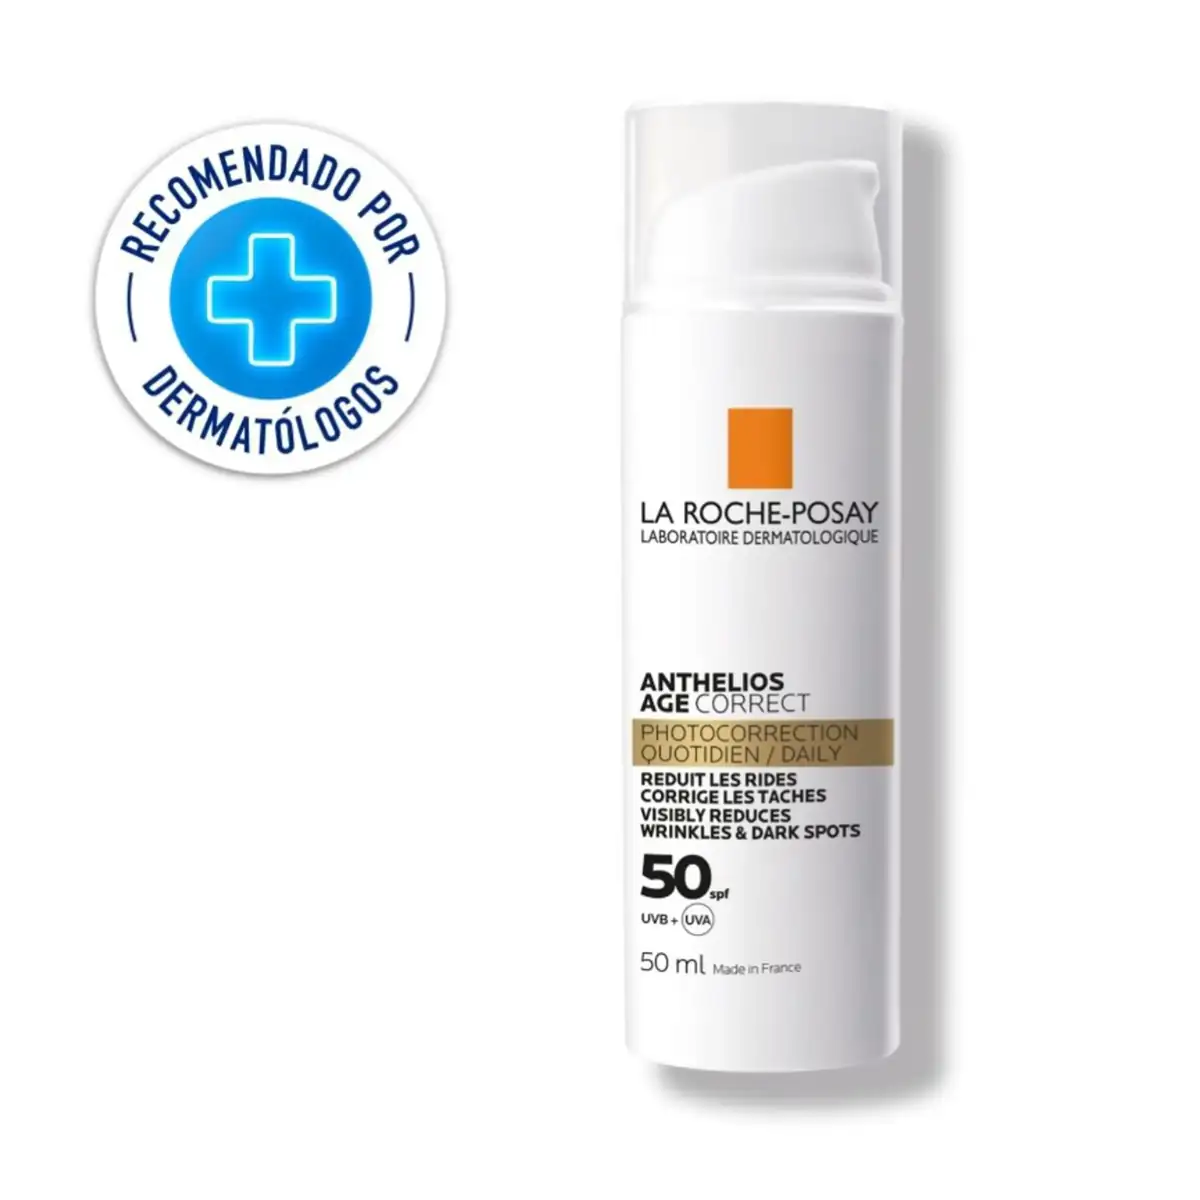 RECOMENDADO POR
DERMATÓLOGOS
LA ROCHE-POSAY
LABORATOIRE DERMATOLOGIQUE
ANTHELIOS
AGE CORRECT
PHOTOCORRECTION
QUOTIDIEN / DAILY
REDUIT LES RIDES
CORRIGE LES TACHES
VISIBLY REDUCES
WRINKLES & DARK SPOTS
50 spf
UVB + UVA
50 ml Made in France